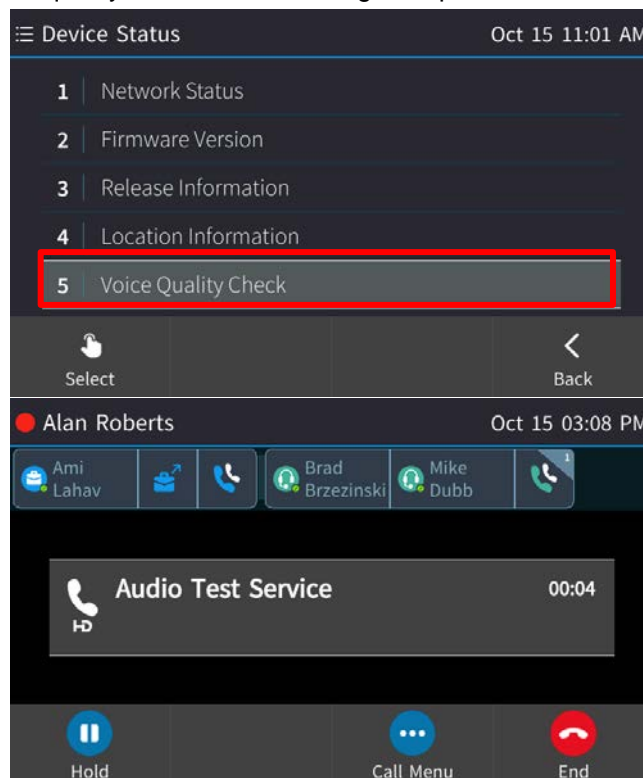 Device Status Oct 15 11:01 AM
1 Network Status
2 Firmware Version
3 Release Information
4 Location Information
5 Voice Quality Check
Select Back
Alan Roberts Oct 15 03:08 PM
Ami Brad Mike 1
Lahav Brzezinski Dubb
Audio Test Service 00:04
HD
Hold Call Menu End